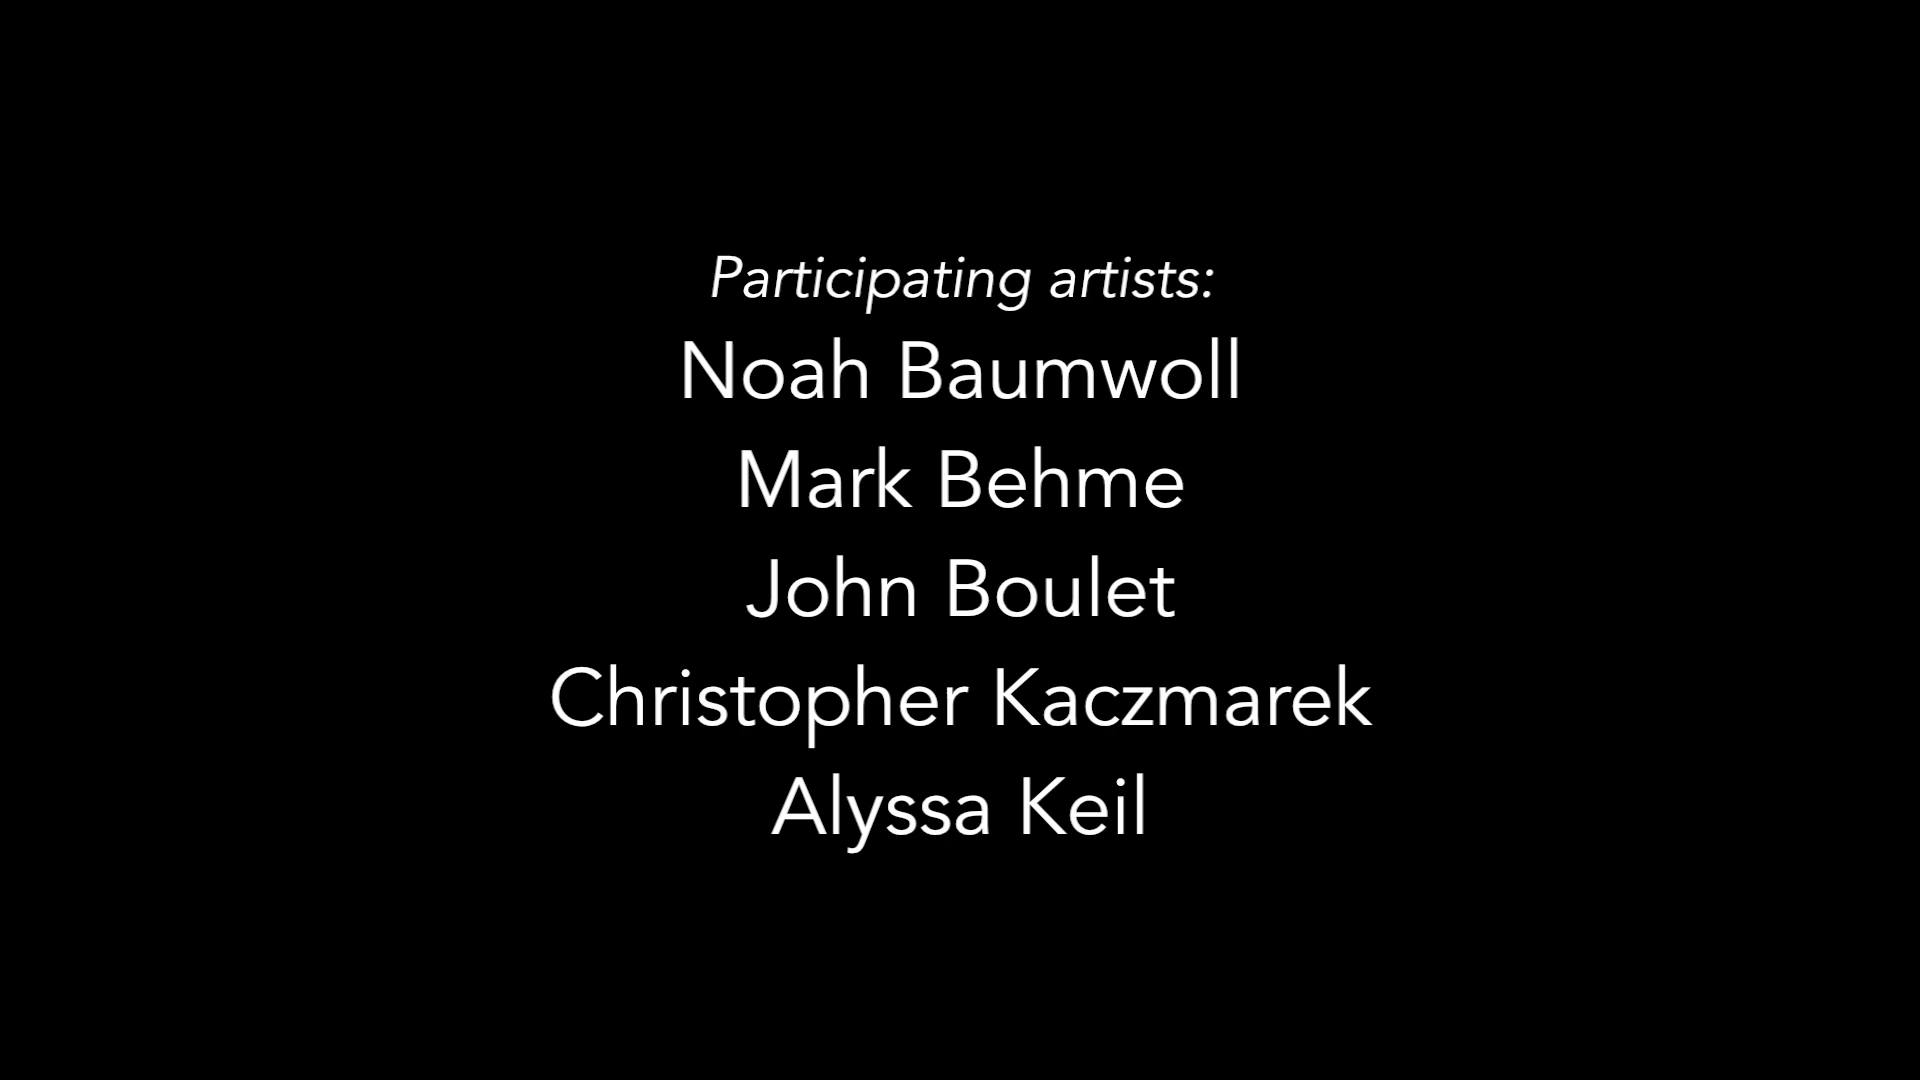 Participating artists:
Noah Baumwoll
Mark Behme
John Boulet
Christopher Kaczmarek
Alyssa Keil